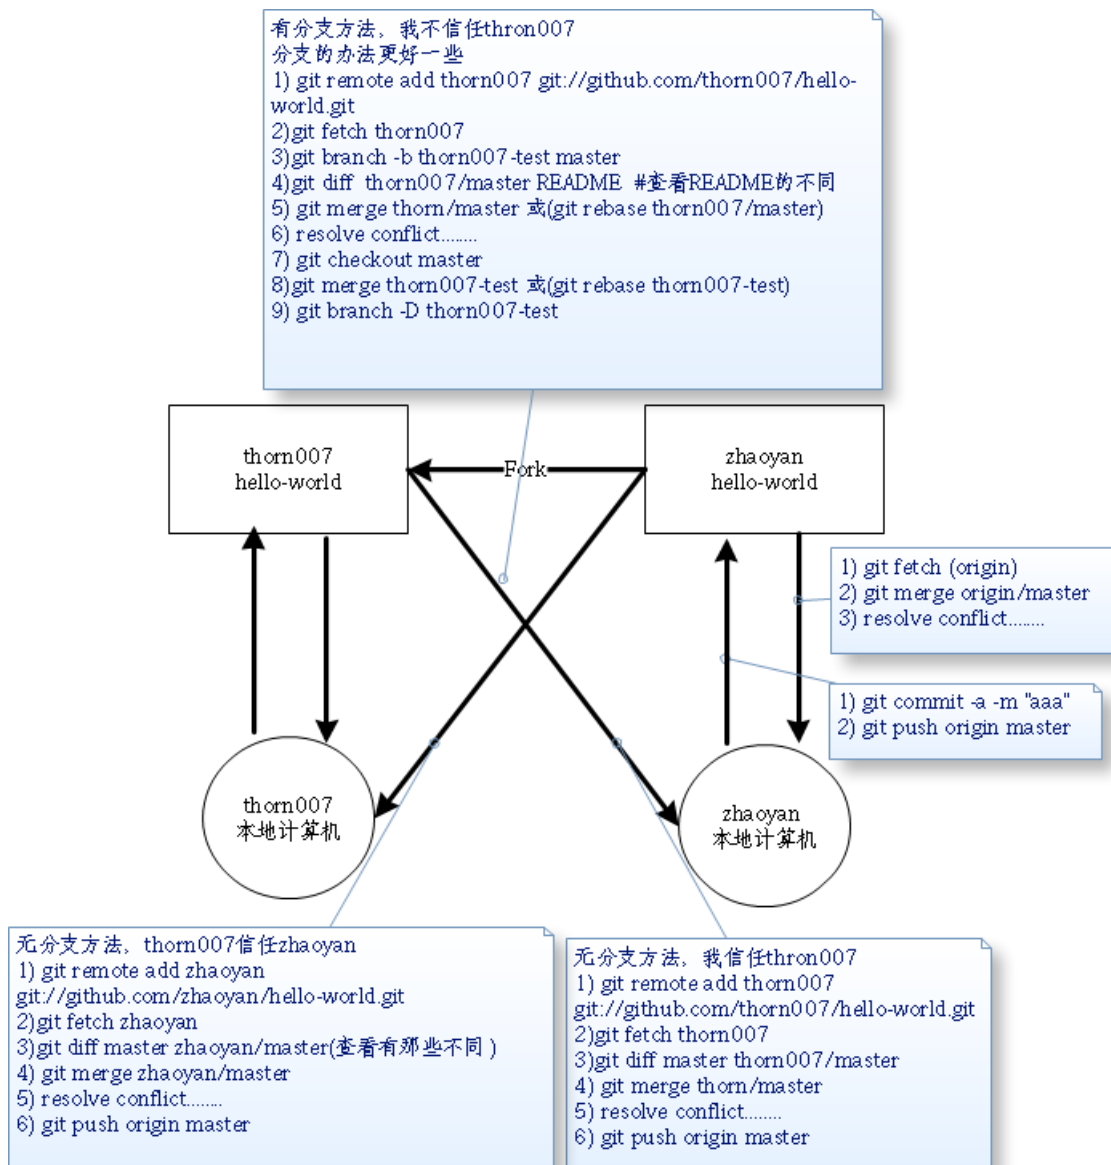 有分支方法，我不信任thron007
分支的办法更好一些
1) git remote add thorn007 git://github.com/thorn007/hello-
world.git
2)git fetch thorn007
3)git branch -b thorn007-test master
4)git diff  thorn007/master README  #查看README的不同
5) git merge thorn/master 或(git rebase thorn007/master)
6) resolve conflict........
7) git checkout master
8)git merge thorn007-test 或(git rebase thorn007-test)
9) git branch -D thorn007-test
thorn007
hello-world
Fork
zhaoyan
hello-world
1) git fetch (origin)
2) git merge origin/master
3) resolve conflict........
1) git commit -a -m "aaa"
2) git push origin master
thorn007
本地计算机
zhaoyan
本地计算机
无分支方法，thorn007信任zhaoyan
1) git remote add zhaoyan
git://github.com/zhaoyan/hello-world.git
2)git fetch zhaoyan
3)git diff master zhaoyan/master(查看有那些不同 )
4) git merge zhaoyan/master
5) resolve conflict........
6) git push origin master
无分支方法，我信任thron007
1) git remote add thorn007
git://github.com/thorn007/hello-world.git
2)git fetch thorn007
3)git diff master thorn007/master
4) git merge thorn/master
5) resolve conflict........
6) git push origin master